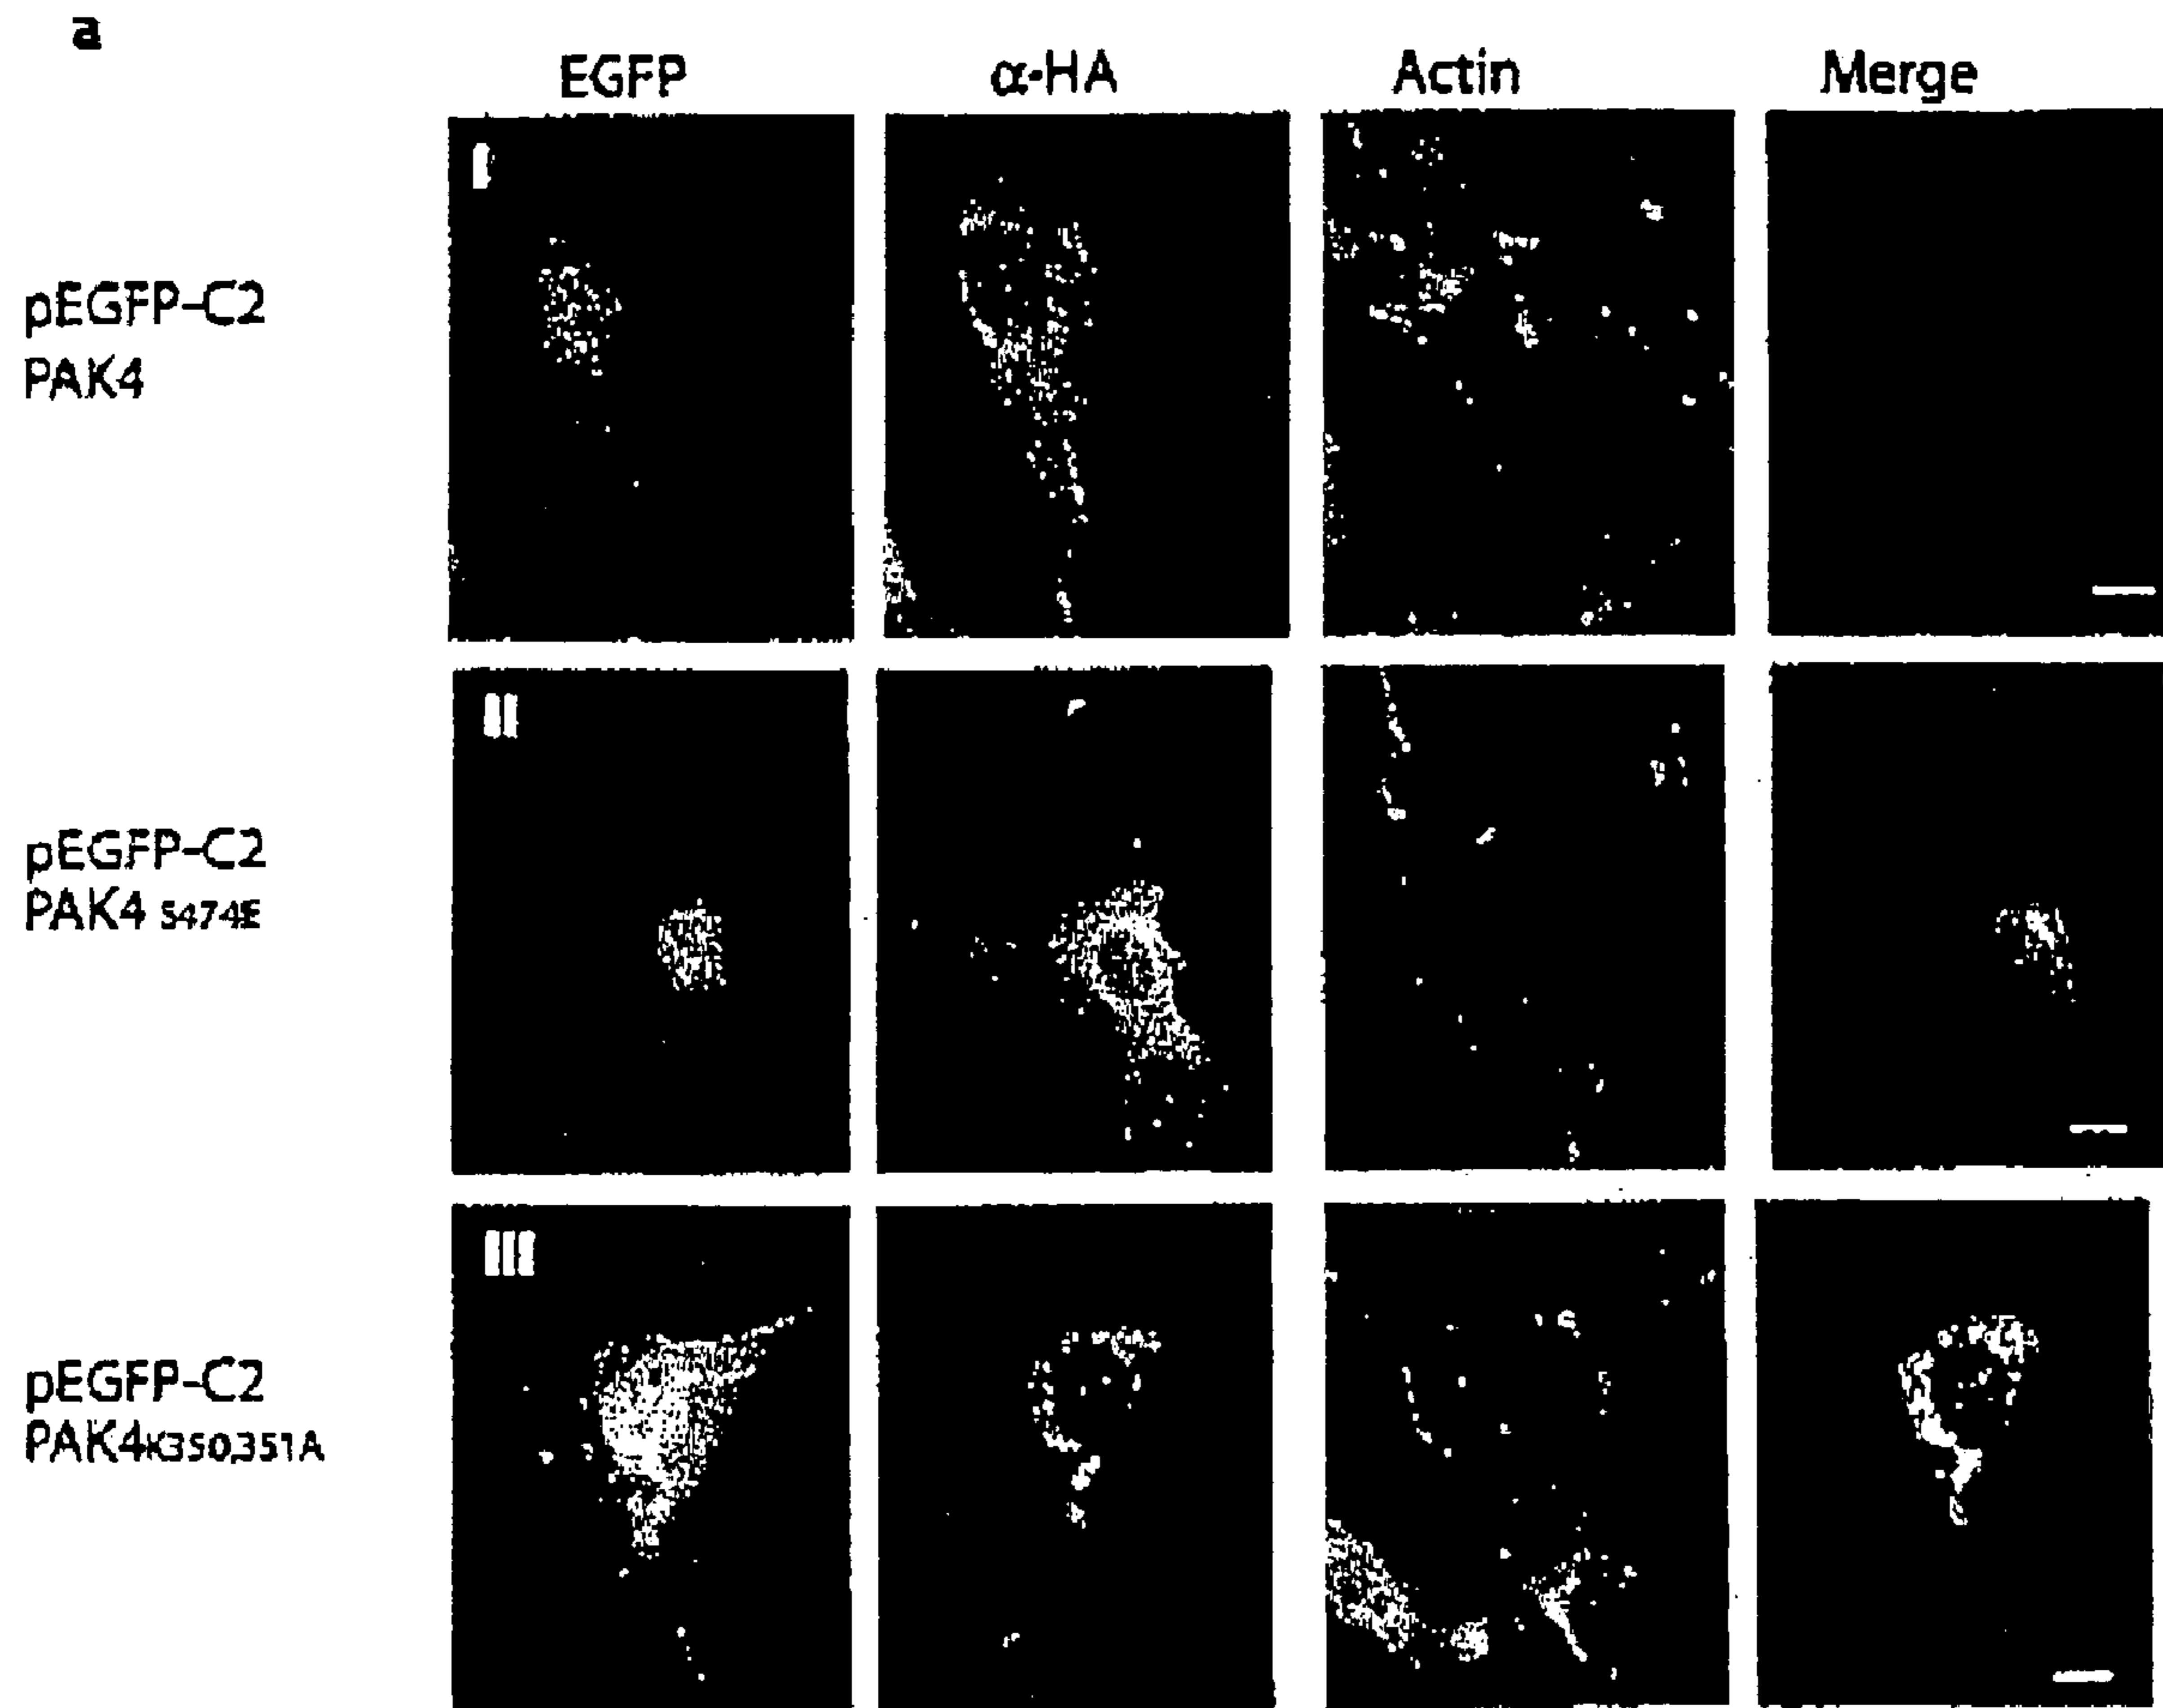 a
EGFP α-HA Actin Merge
I
pEGFP-C2
PAK4
II
pEGFP-C2
PAK4 S474E
III
pEGFP-C2
PAK4K350,351A